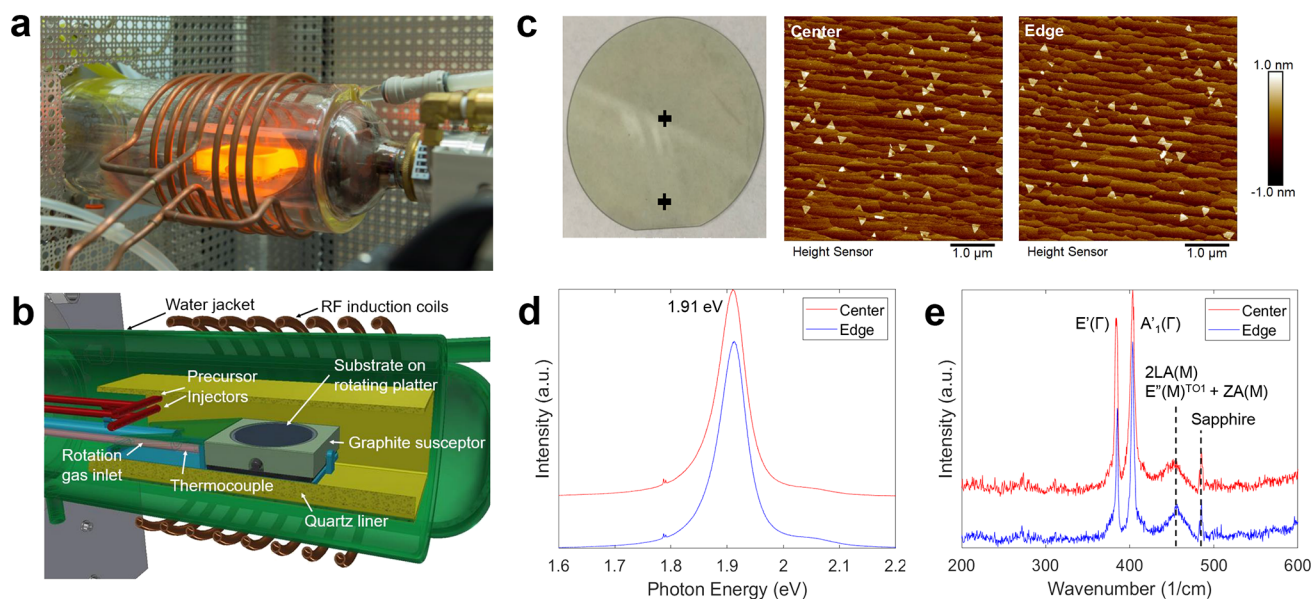 a
b
Water jacket
RF induction coils
Precursor
Injectors
Substrate on
rotating platter
Graphite susceptor
Rotation
gas inlet
Thermocouple
Quartz liner
c
Center
Edge
1.0 nm
-1.0 nm
Height Sensor
1.0 μm
Height Sensor
1.0 μm
d
1.91 eV
Center
Edge
Intensity (a.u.)
1.6 1.7 1.8 1.9 2 2.1 2.2
Photon Energy (eV)
e
E'(Γ)
A'₁(Γ)
Center
Edge
2LA(M)
E"(M)ᵀᴼ¹ + ZA(M)
Sapphire
Intensity (a.u.)
200 300 400 500 600
Wavenumber (1/cm)